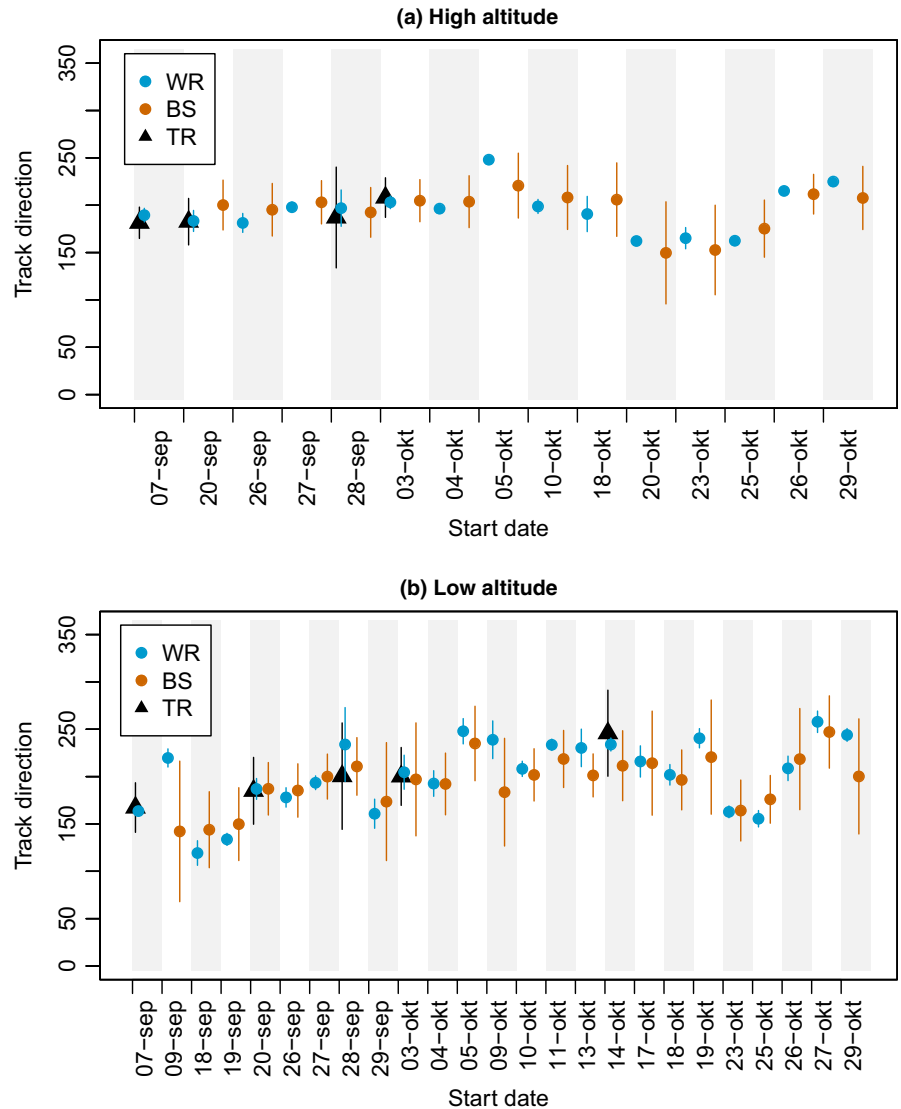 (a) High altitude
350
250
150
50
0
Track direction
WR
BS
TR
07−sep
20−sep
26−sep
27−sep
28−sep
03−okt
04−okt
05−okt
10−okt
18−okt
20−okt
23−okt
25−okt
26−okt
29−okt
Start date
(b) Low altitude
350
250
150
50
0
Track direction
WR
BS
TR
07−sep
09−sep
18−sep
19−sep
20−sep
26−sep
27−sep
28−sep
29−sep
03−okt
04−okt
05−okt
09−okt
10−okt
11−okt
13−okt
14−okt
17−okt
18−okt
19−okt
23−okt
25−okt
26−okt
27−okt
29−okt
Start date